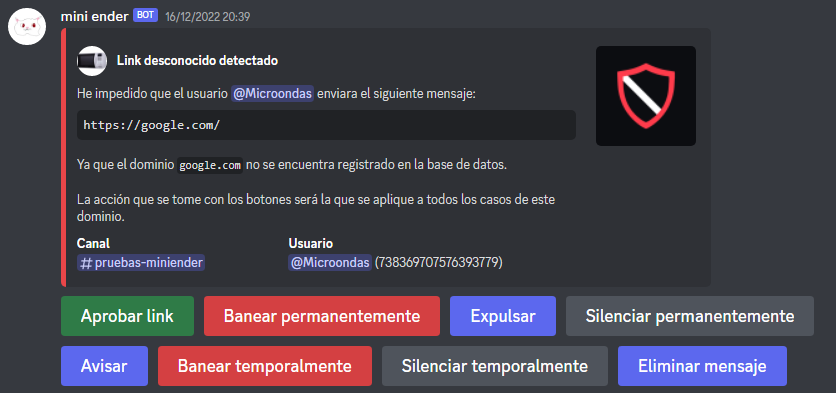 mini ender BOT 16/12/2022 20:39
Link desconocido detectado
He impedido que el usuario @Microondas enviara el siguiente mensaje:
https://google.com/
Ya que el dominio google.com no se encuentra registrado en la base de datos.
La acción que se tome con los botones será la que se aplique a todos los casos de este
dominio.
Canal Usuario
#pruebas-miniender @Microondas (738369707576393779)
Aprobar link Banear permanentemente Expulsar Silenciar permanentemente
Avisar Banear temporalmente Silenciar temporalmente Eliminar mensaje